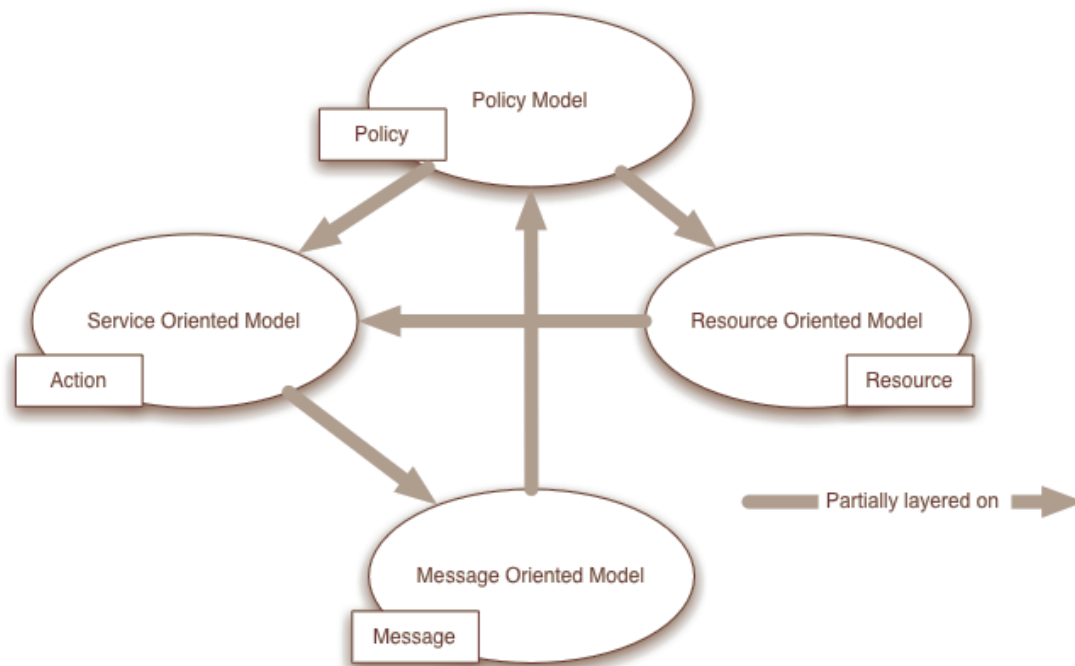 Policy Model
Policy
Service Oriented Model
Action
Resource Oriented Model
Resource
Partially layered on
Message Oriented Model
Message